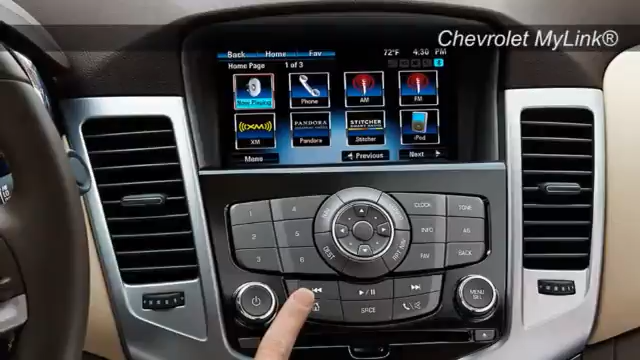 Chevrolet MyLink®
Back Home Fav 72°F 4:30 PM
Home Page 1 of 3
Now Playing Phone AM FM
XM PANDORA Pandora STITCHER Stitcher iPod
Menu Previous Next
1 4 CLOCK TONE
2 5 INFO AS
3 6 NAV BACK
DEST RPT NAV
MENU SEL
SRCE